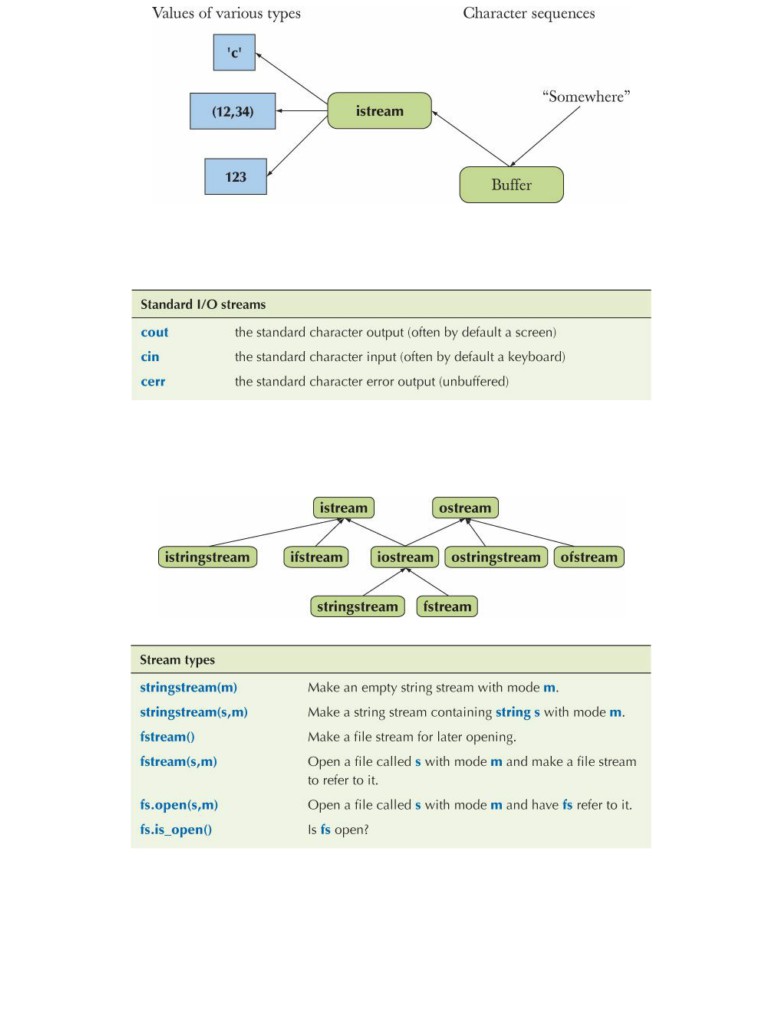 Values of various types
Character sequences
'c'
"Somewhere"
(12,34)
istream
123
Buffer
Standard I/O streams
cout the standard character output (often by default a screen)
cin the standard character input (often by default a keyboard)
cerr the standard character error output (unbuffered)
istream ostream
istringstream ifstream iostream ostringstream ofstream
stringstream fstream
Stream types
stringstream(m) Make an empty string stream with mode m.
stringstream(s,m) Make a string stream containing string s with mode m.
fstream() Make a file stream for later opening.
fstream(s,m) Open a file called s with mode m and make a file stream
to refer to it.
fs.open(s,m) Open a file called s with mode m and have fs refer to it.
fs.is_open() Is fs open?